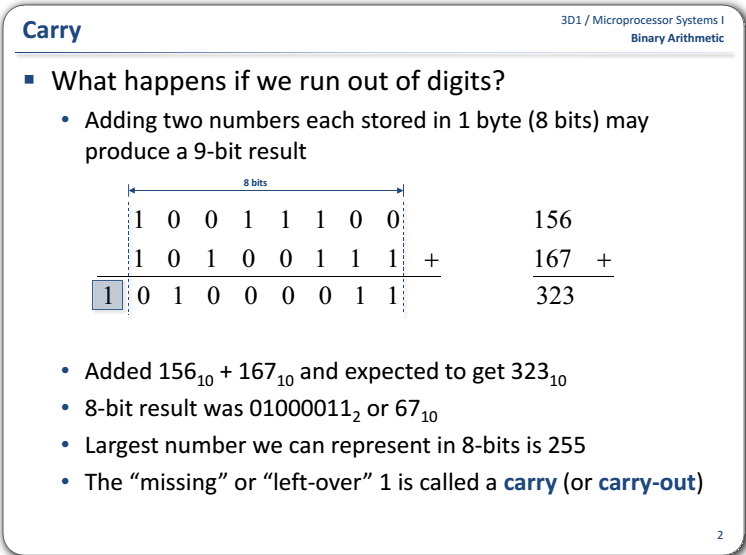 Carry
3D1 / Microprocessor Systems I
Binary Arithmetic
▪ What happens if we run out of digits?
• Adding two numbers each stored in 1 byte (8 bits) may
produce a 9-bit result
8 bits
1 0 0 1 1 1 0 0
1 0 1 0 0 1 1 1 +
1 0 1 0 0 0 0 1 1
156
167 +
323
• Added 156₁₀ + 167₁₀ and expected to get 323₁₀
• 8-bit result was 01000011₂ or 67₁₀
• Largest number we can represent in 8-bits is 255
• The “missing” or “left-over” 1 is called a carry (or carry-out)
2